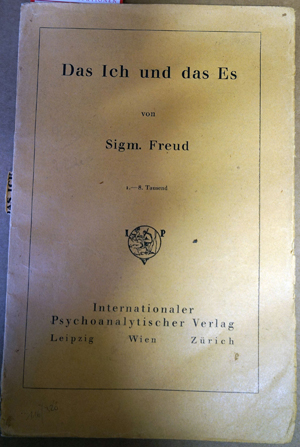 Das Ich und das Es
von
Sigm. Freud
1.—8. Tausend
I P
Internationaler
Psychoanalytischer Verlag
Leipzig Wien Zürich